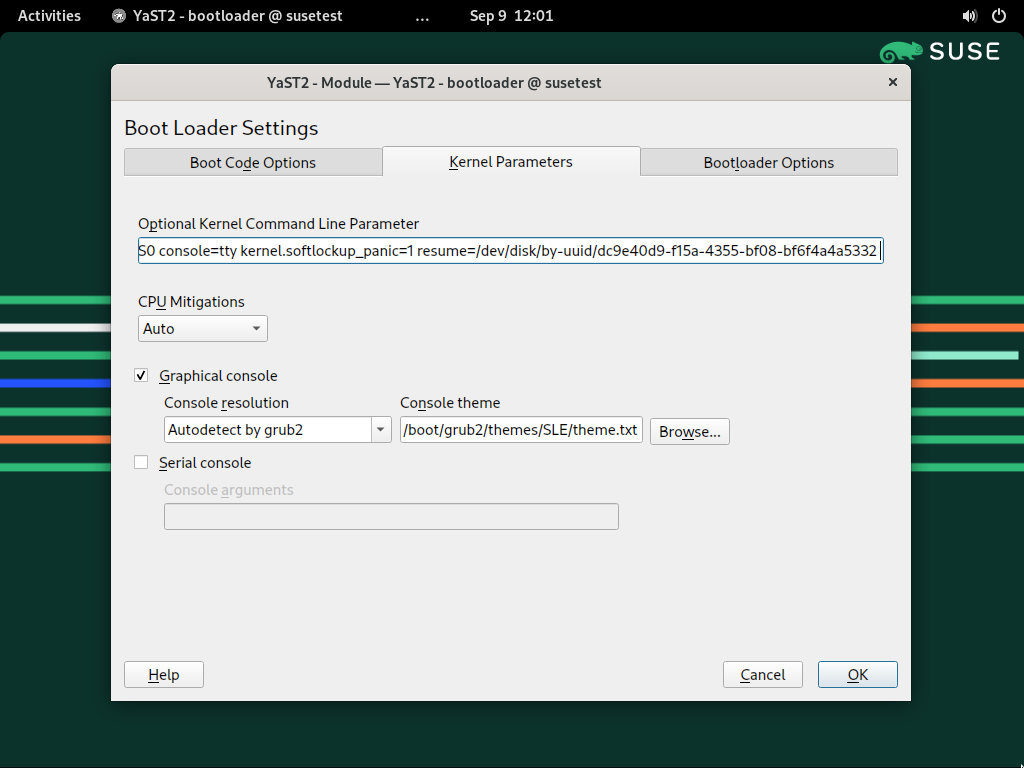 Activities YaST2 - bootloader @ susetest ... Sep 9 12:01
SUSE
YaST2 - Module — YaST2 - bootloader @ susetest ×
Boot Loader Settings
Boot Code Options Kernel Parameters Bootloader Options
Optional Kernel Command Line Parameter
S0 console=tty kernel.softlockup_panic=1 resume=/dev/disk/by-uuid/dc9e40d9-f15a-4355-bf08-bf6f4a4a5332
CPU Mitigations
Auto
Graphical console
Console resolution Console theme
Autodetect by grub2 /boot/grub2/themes/SLE/theme.txt Browse...
Serial console
Console arguments
Help Cancel OK